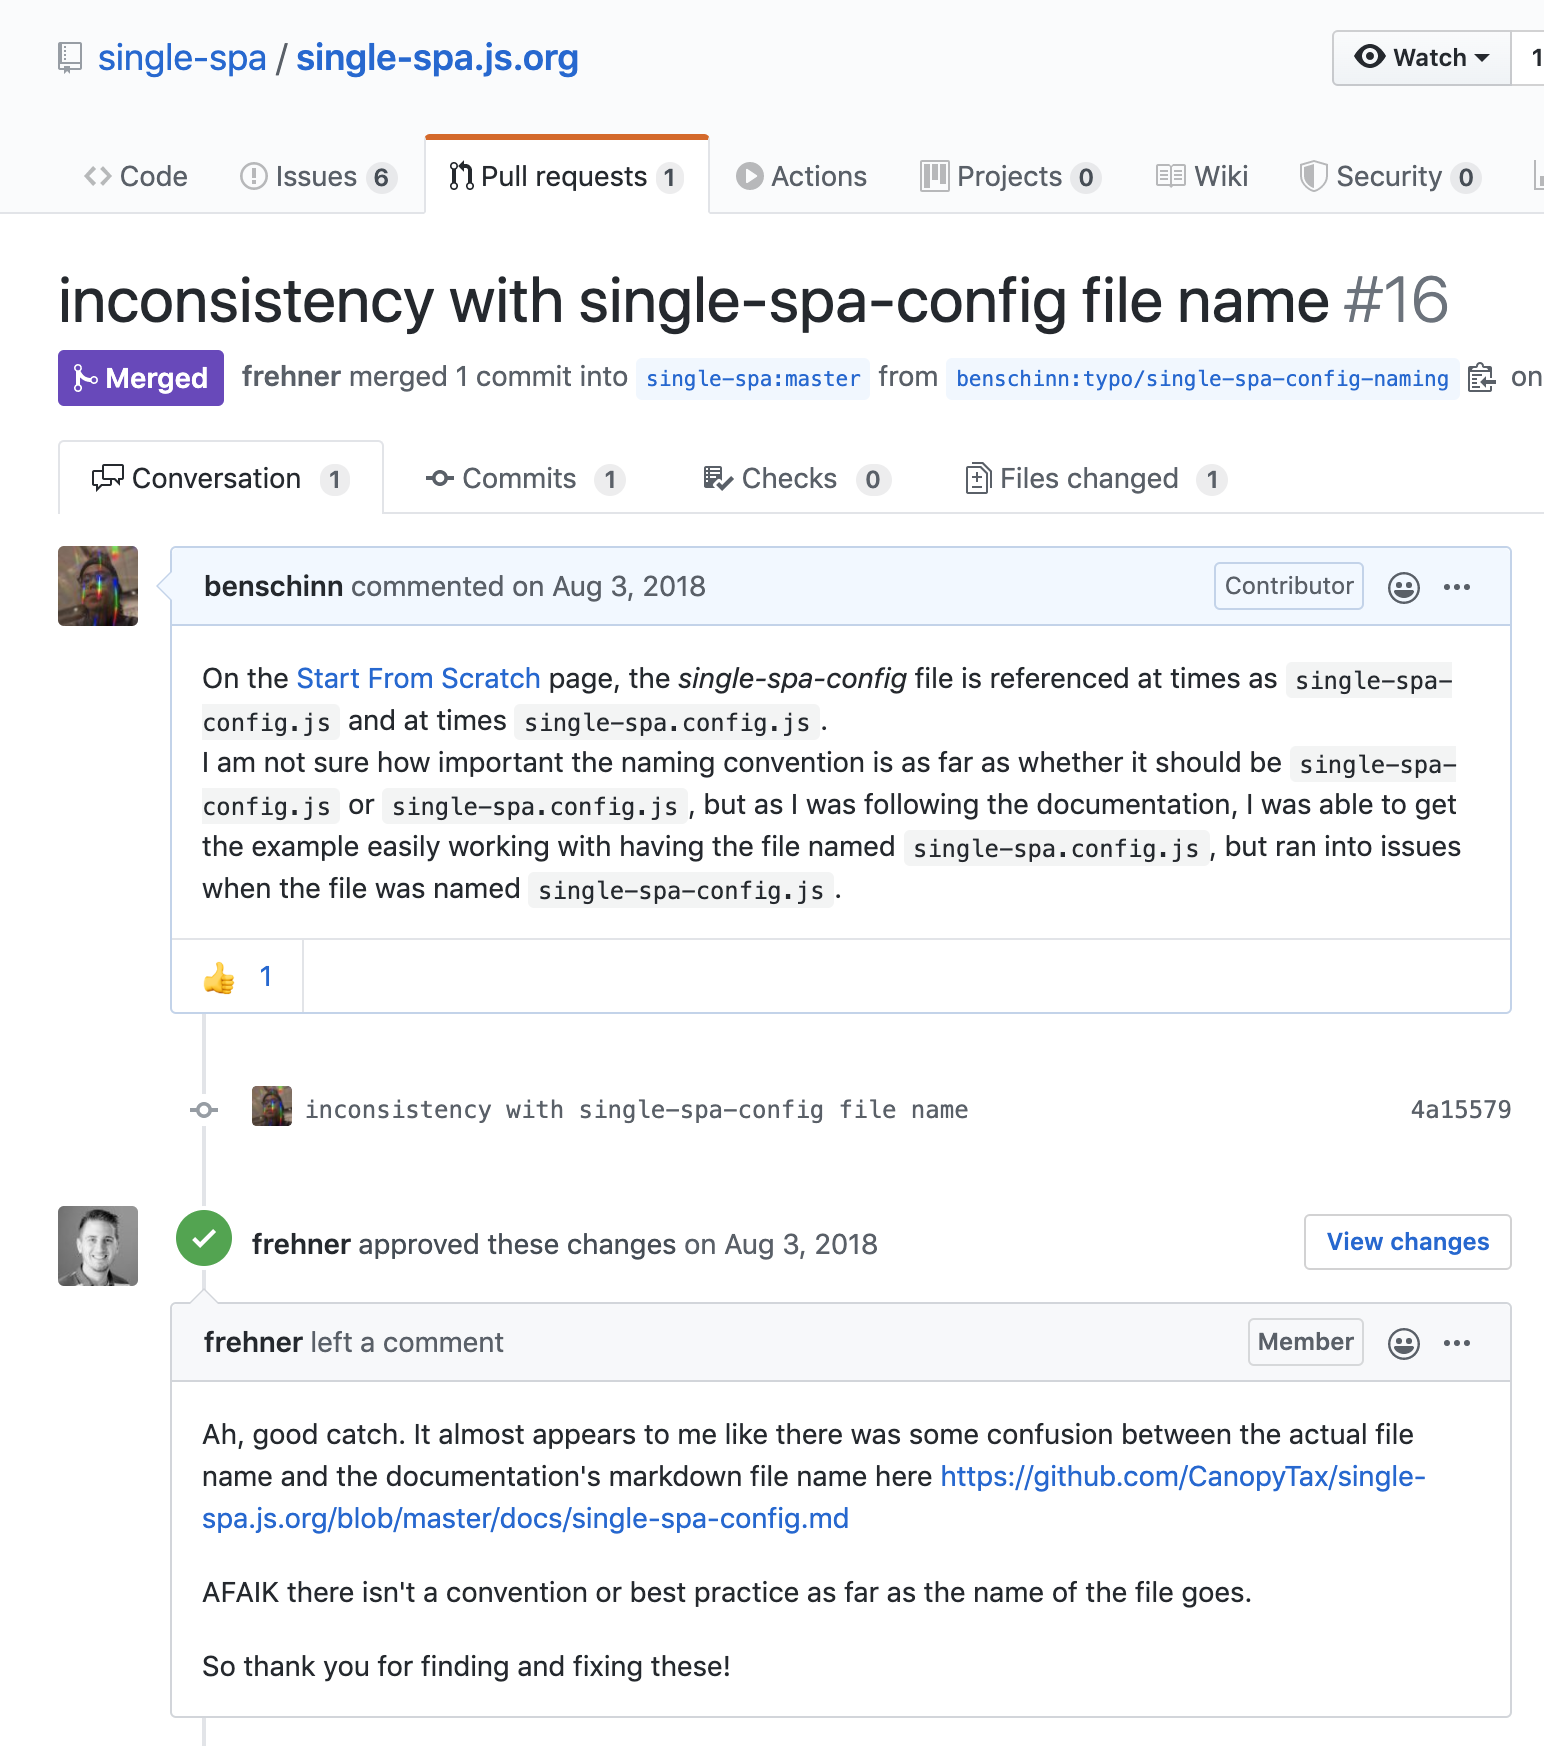 single-spa / single-spa.js.org
Watch
1
Code
Issues 6
Pull requests 1
Actions
Projects 0
Wiki
Security 0
inconsistency with single-spa-config file name #16
Merged
frehner merged 1 commit into single-spa:master from benschinn:typo/single-spa-config-naming on
Conversation 1
Commits 1
Checks 0
Files changed 1
benschinn commented on Aug 3, 2018
Contributor
On the Start From Scratch page, the single-spa-config file is referenced at times as single-spa-
config.js and at times single-spa.config.js.
I am not sure how important the naming convention is as far as whether it should be single-spa-
config.js or single-spa.config.js, but as I was following the documentation, I was able to get
the example easily working with having the file named single-spa.config.js, but ran into issues
when the file was named single-spa-config.js.
👍 1
inconsistency with single-spa-config file name
4a15579
frehner approved these changes on Aug 3, 2018
View changes
frehner left a comment
Member
Ah, good catch. It almost appears to me like there was some confusion between the actual file
name and the documentation's markdown file name here https://github.com/CanopyTax/single-
spa.js.org/blob/master/docs/single-spa-config.md
AFAIK there isn't a convention or best practice as far as the name of the file goes.
So thank you for finding and fixing these!